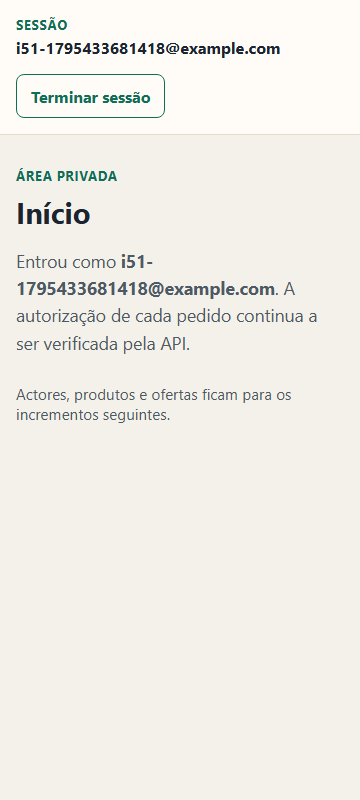 SESSÃO
i51-1795433681418@example.com
Terminar sessão
ÁREA PRIVADA
Início
Entrou como i51-
1795433681418@example.com. A
autorização de cada pedido continua a
ser verificada pela API.
Actores, produtos e ofertas ficam para os
incrementos seguintes.